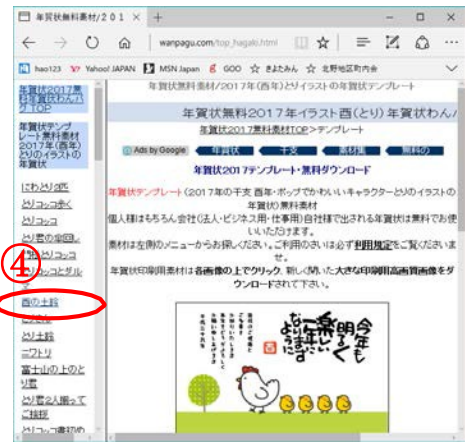 年賀状無料素材/201
wanpagu.com/top_hagaki.html
hao123
Yahoo! JAPAN
MSN Japan
GOO
きよたみん
北野地区町内会
年賀状2017無
料年賀状わんパ
グTOP
年賀状テンプ
レート無料素材
2017年(酉年)
とりのイラストの
年賀状
にわとり3匹
とりコッコ歩く
とりコッコ
④
酉の土鈴
とり土鈴
ニワトリ
富士山の上のと
り君
とり君2人揃って
ご挨拶
年賀状無料素材/2017年(酉年)とりイラストの年賀状テンプレート
年賀状無料2017年イラスト酉(とり)年賀状わんパ
年賀状2017無料素材TOP>テンプレート
Ads by Google
年賀状
干支
素材集
無料の
年賀状2017テンプレート・無料ダウンロード
年賀状テンプレート(2017年の干支 酉年・ポップでかわいいキャラクターとりのイラストの
年賀状)無料素材
個人様はもちろん会社(法人・ビジネス用・仕事用)自社様で出される年賀状は無料でお使
いいただけます。
素材は左側のメニューからお探しください。ご利用のさいは必ず利用規定をご覧くださいま
せ。
年賀状印刷用素材は各画像の上でクリック、新しく開いた大きな印刷用高画質画像をダ
ウンロードされて下さい。
今年も
明るく
楽しい
一年に
なりますように
酉